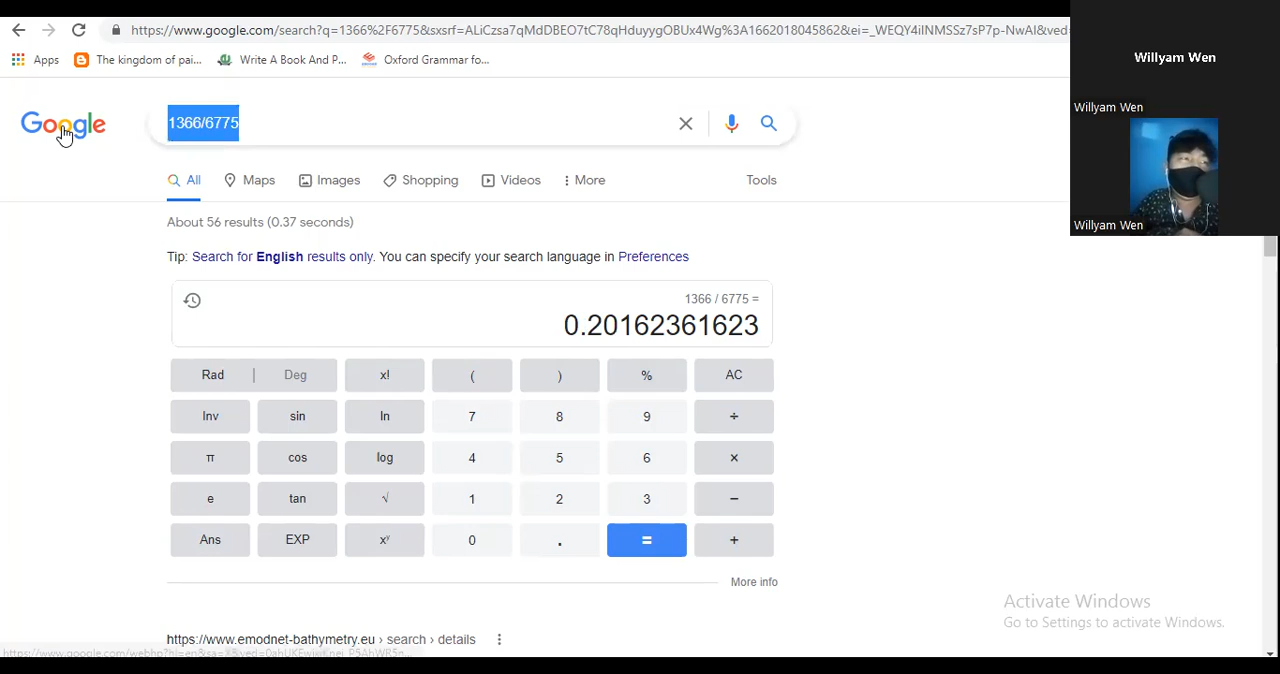 https://www.google.com/search?q=1366%2F6775&sxsrf=ALiCzsa7qMdDBEO7tC78qHduyygOBUx4Wg%3A1662018045862&ei=_WEQY4ilNMSSz7sP7p-NwAI&ved=
Apps
The kingdom of pai...
Write A Book And P...
Oxford Grammar fo...
Willyam Wen
Willyam Wen
Willyam Wen
Google
1366/6775
All
Maps
Images
Shopping
Videos
More
Tools
About 56 results (0.37 seconds)
Tip: Search for English results only. You can specify your search language in Preferences
1366 / 6775 =
0.20162361623
Rad | Deg x! ( ) % AC
Inv sin ln 7 8 9 ÷
π cos log 4 5 6 ×
e tan √ 1 2 3 −
Ans EXP xʸ 0 . = +
More info
https://www.emodnet-bathymetry.eu › search › details
Activate Windows
Go to Settings to activate Windows.